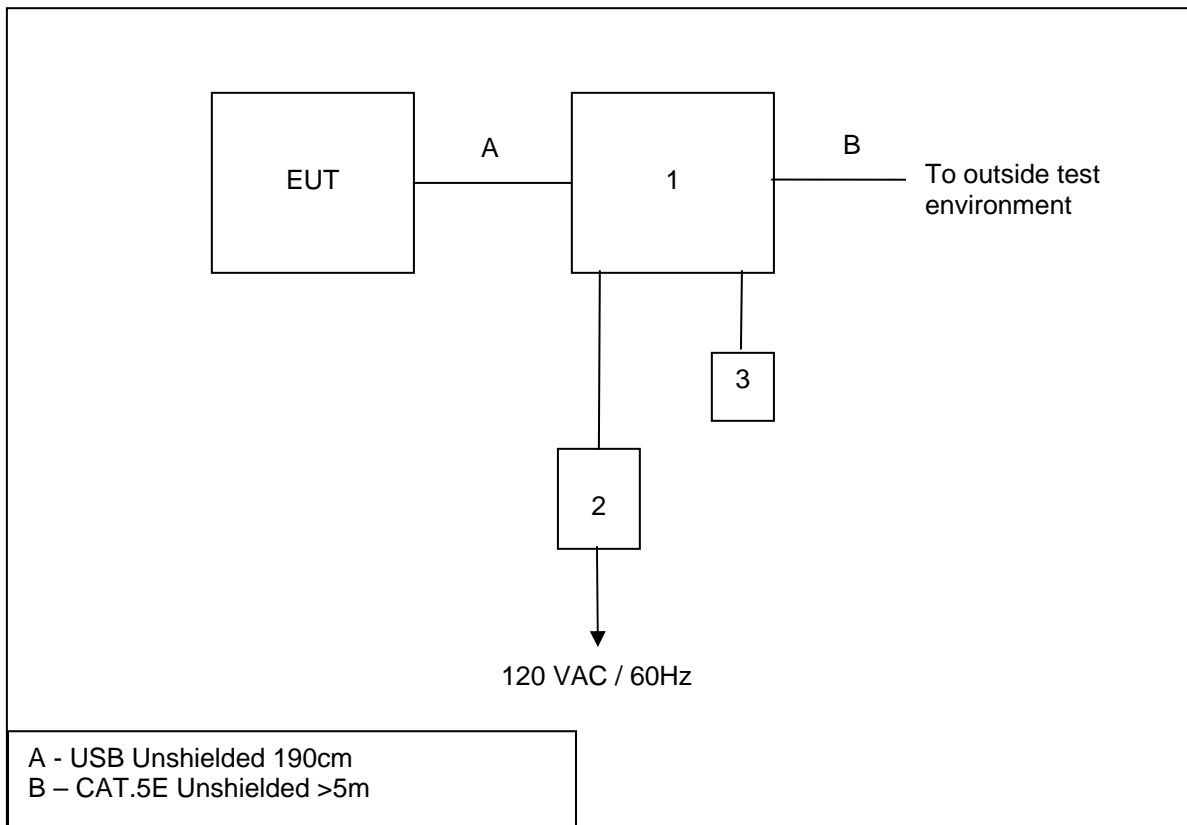 EUT
A
1
B
To outside test
environment
3
2
120 VAC / 60Hz
A - USB Unshielded 190cm
B – CAT.5E Unshielded >5m